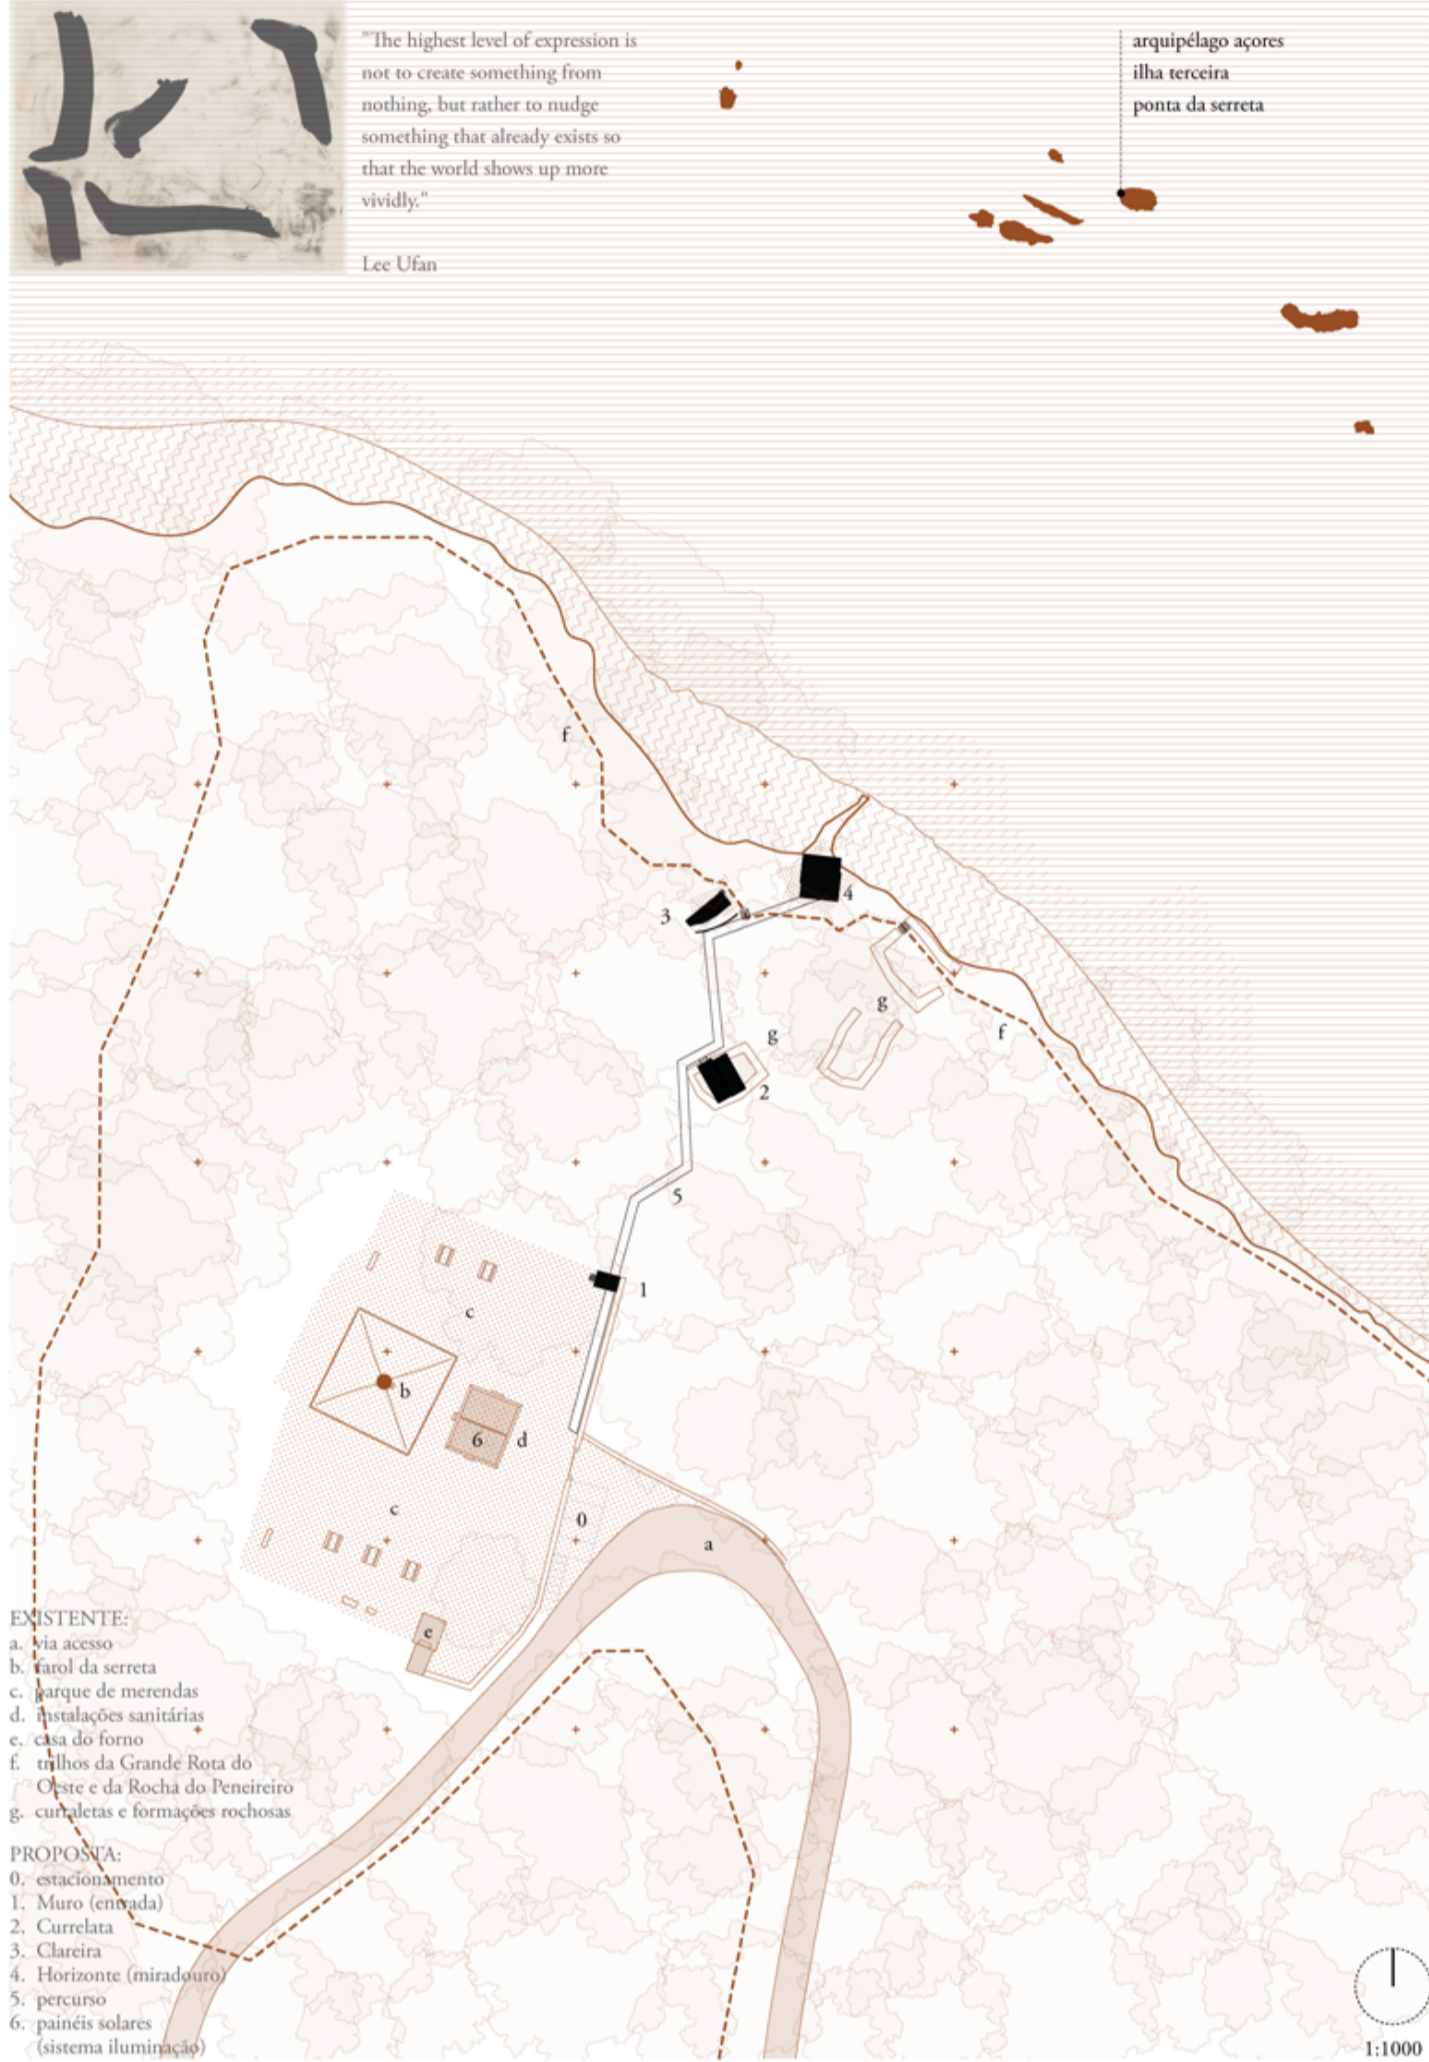 "The highest level of expression is
not to create something from
nothing, but rather to nudge
something that already exists so
that the world shows up more
vividly."
Lee Ufan
arquipélago açores
ilha terceira
ponta da serreta
f
3
4
g
g
f
2
5
1
c
b
6
d
c
0
a
e
EXISTENTE:
a. via acesso
b. farol da serreta
c. parque de merendas
d. instalações sanitárias
e. casa do forno
f. trilhos da Grande Rota do
Oeste e da Rocha do Peneireiro
g. curraletas e formações rochosas
PROPOSTA:
0. estacionamento
1. Muro (entrada)
2. Currelata
3. Clareira
4. Horizonte (miradouro)
5. percurso
6. painéis solares
(sistema iluminação)
1:1000